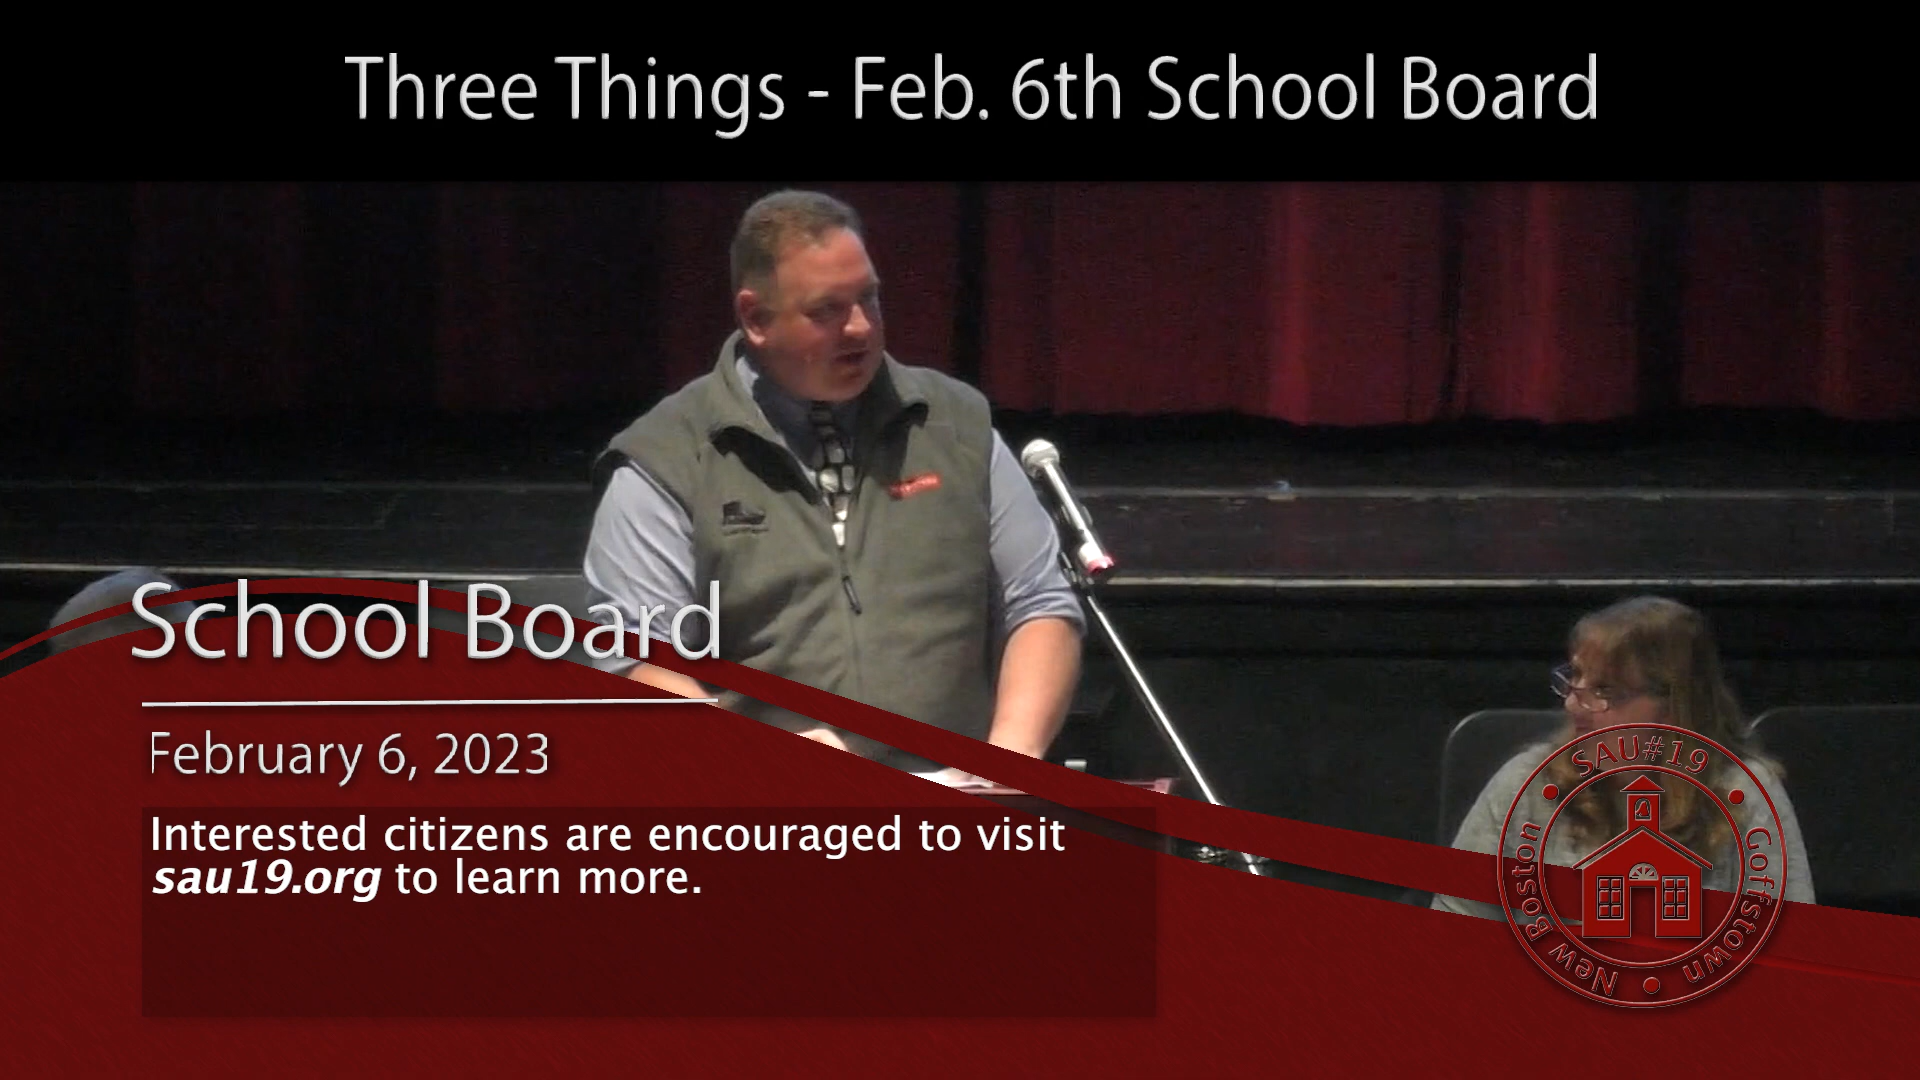 Three Things - Feb. 6th School Board
School Board
February 6, 2023
Interested citizens are encouraged to visit
sau19.org to learn more.
SAU#19
New Boston • Goffstown